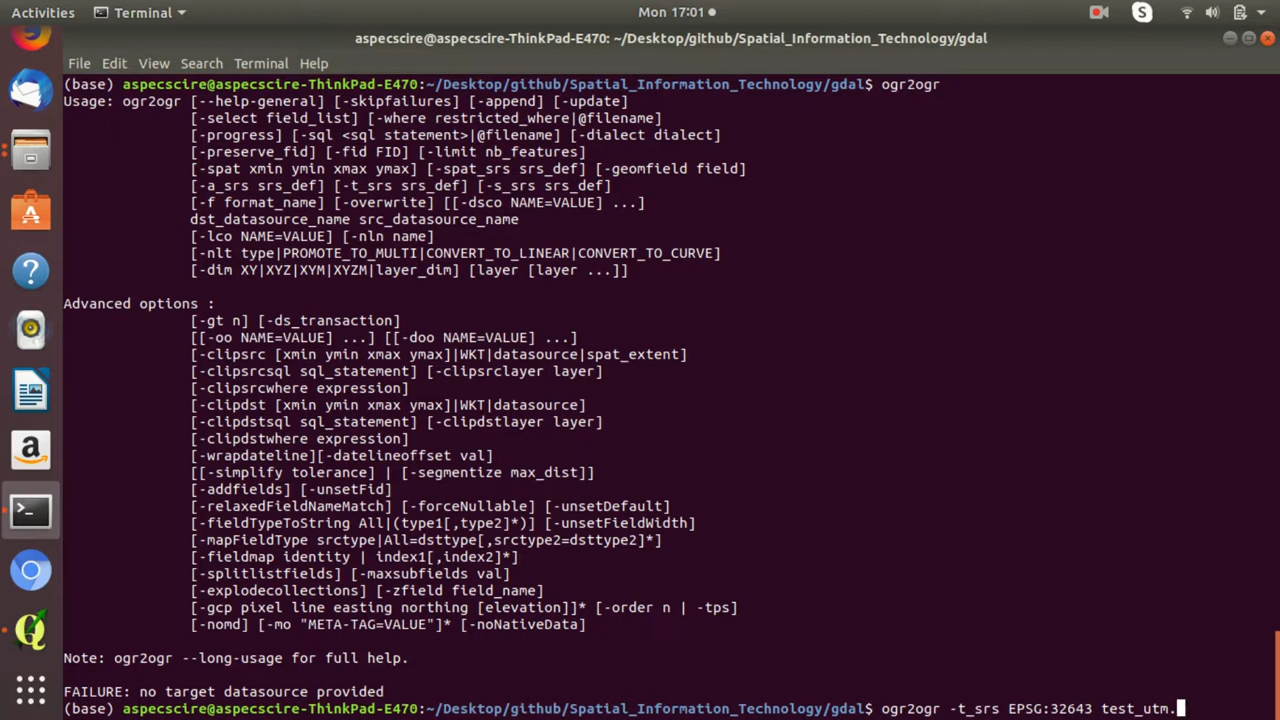 Activities Terminal Mon 17:01
aspecscire@aspecscire-ThinkPad-E470: ~/Desktop/github/Spatial_Information_Technology/gdal
File Edit View Search Terminal Help
(base) aspecscire@aspecscire-ThinkPad-E470:~/Desktop/github/Spatial_Information_Technology/gdal$ ogr2ogr
Usage: ogr2ogr [--help-general] [-skipfailures] [-append] [-update]
[-select field_list] [-where restricted_where|@filename]
[-progress] [-sql <sql statement>|@filename] [-dialect dialect]
[-preserve_fid] [-fid FID] [-limit nb_features]
[-spat xmin ymin xmax ymax] [-spat_srs srs_def] [-geomfield field]
[-a_srs srs_def] [-t_srs srs_def] [-s_srs srs_def]
[-f format_name] [-overwrite] [[-dsco NAME=VALUE] ...]
dst_datasource_name src_datasource_name
[-lco NAME=VALUE] [-nln name]
[-nlt type|PROMOTE_TO_MULTI|CONVERT_TO_LINEAR|CONVERT_TO_CURVE]
[-dim XY|XYZ|XYM|XYZM|layer_dim] [layer [layer ...]]
Advanced options :
[-gt n] [-ds_transaction]
[[-oo NAME=VALUE] ...] [[-doo NAME=VALUE] ...]
[-clipsrc [xmin ymin xmax ymax]|WKT|datasource|spat_extent]
[-clipsrcsql sql_statement] [-clipsrclayer layer]
[-clipsrcwhere expression]
[-clipdst [xmin ymin xmax ymax]|WKT|datasource]
[-clipdstsql sql_statement] [-clipdstlayer layer]
[-clipdstwhere expression]
[-wrapdateline][-datelineoffset val]
[[-simplify tolerance] | [-segmentize max_dist]]
[-addfields] [-unsetFid]
[-relaxedFieldNameMatch] [-forceNullable] [-unsetDefault]
[-fieldTypeToString All|(type1[,type2]*)] [-unsetFieldWidth]
[-mapFieldType srctype|All=dsttype[,srctype2=dsttype2]*]
[-fieldmap identity | index1[,index2]*]
[-splitlistfields] [-maxsubfields val]
[-explodecollections] [-zfield field_name]
[-gcp pixel line easting northing [elevation]]* [-order n | -tps]
[-nomd] [-mo "META-TAG=VALUE"]* [-noNativeData]
Note: ogr2ogr --long-usage for full help.
FAILURE: no target datasource provided
(base) aspecscire@aspecscire-ThinkPad-E470:~/Desktop/github/Spatial_Information_Technology/gdal$ ogr2ogr -t_srs EPSG:32643 test_utm.